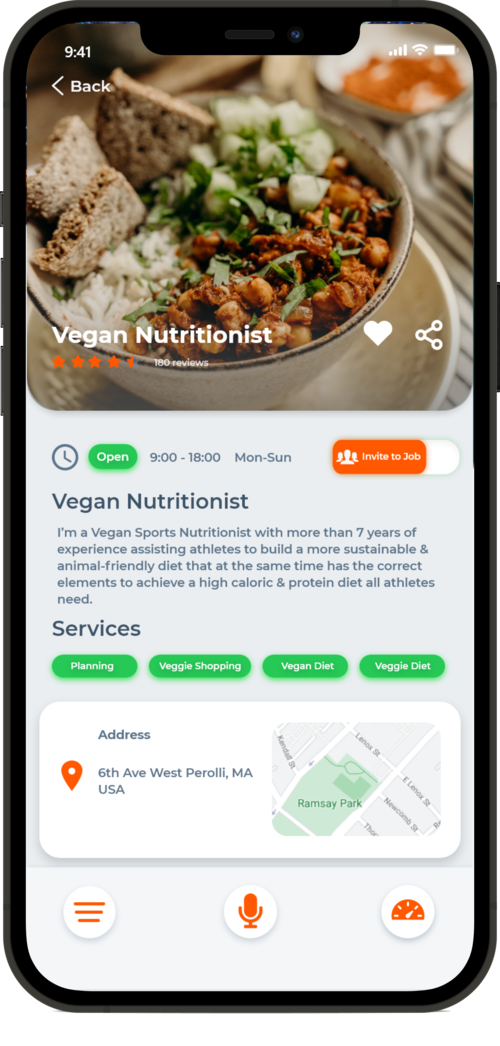 9:41
Back
Vegan Nutritionist
180 reviews
Open 9:00 - 18:00 Mon-Sun Invite to Job
Vegan Nutritionist
I'm a Vegan Sports Nutritionist with more than 7 years of
experience assisting athletes to build a more sustainable &
animal-friendly diet that at the same time has the correct
elements to achieve a high caloric & protein diet all athletes
need.
Services
Planning Veggie Shopping Vegan Diet Veggie Diet
Address
6th Ave West Perolli, MA
USA
Kendall St
Lenox St
E Lenox St
Ramsay Park
Newcomb St